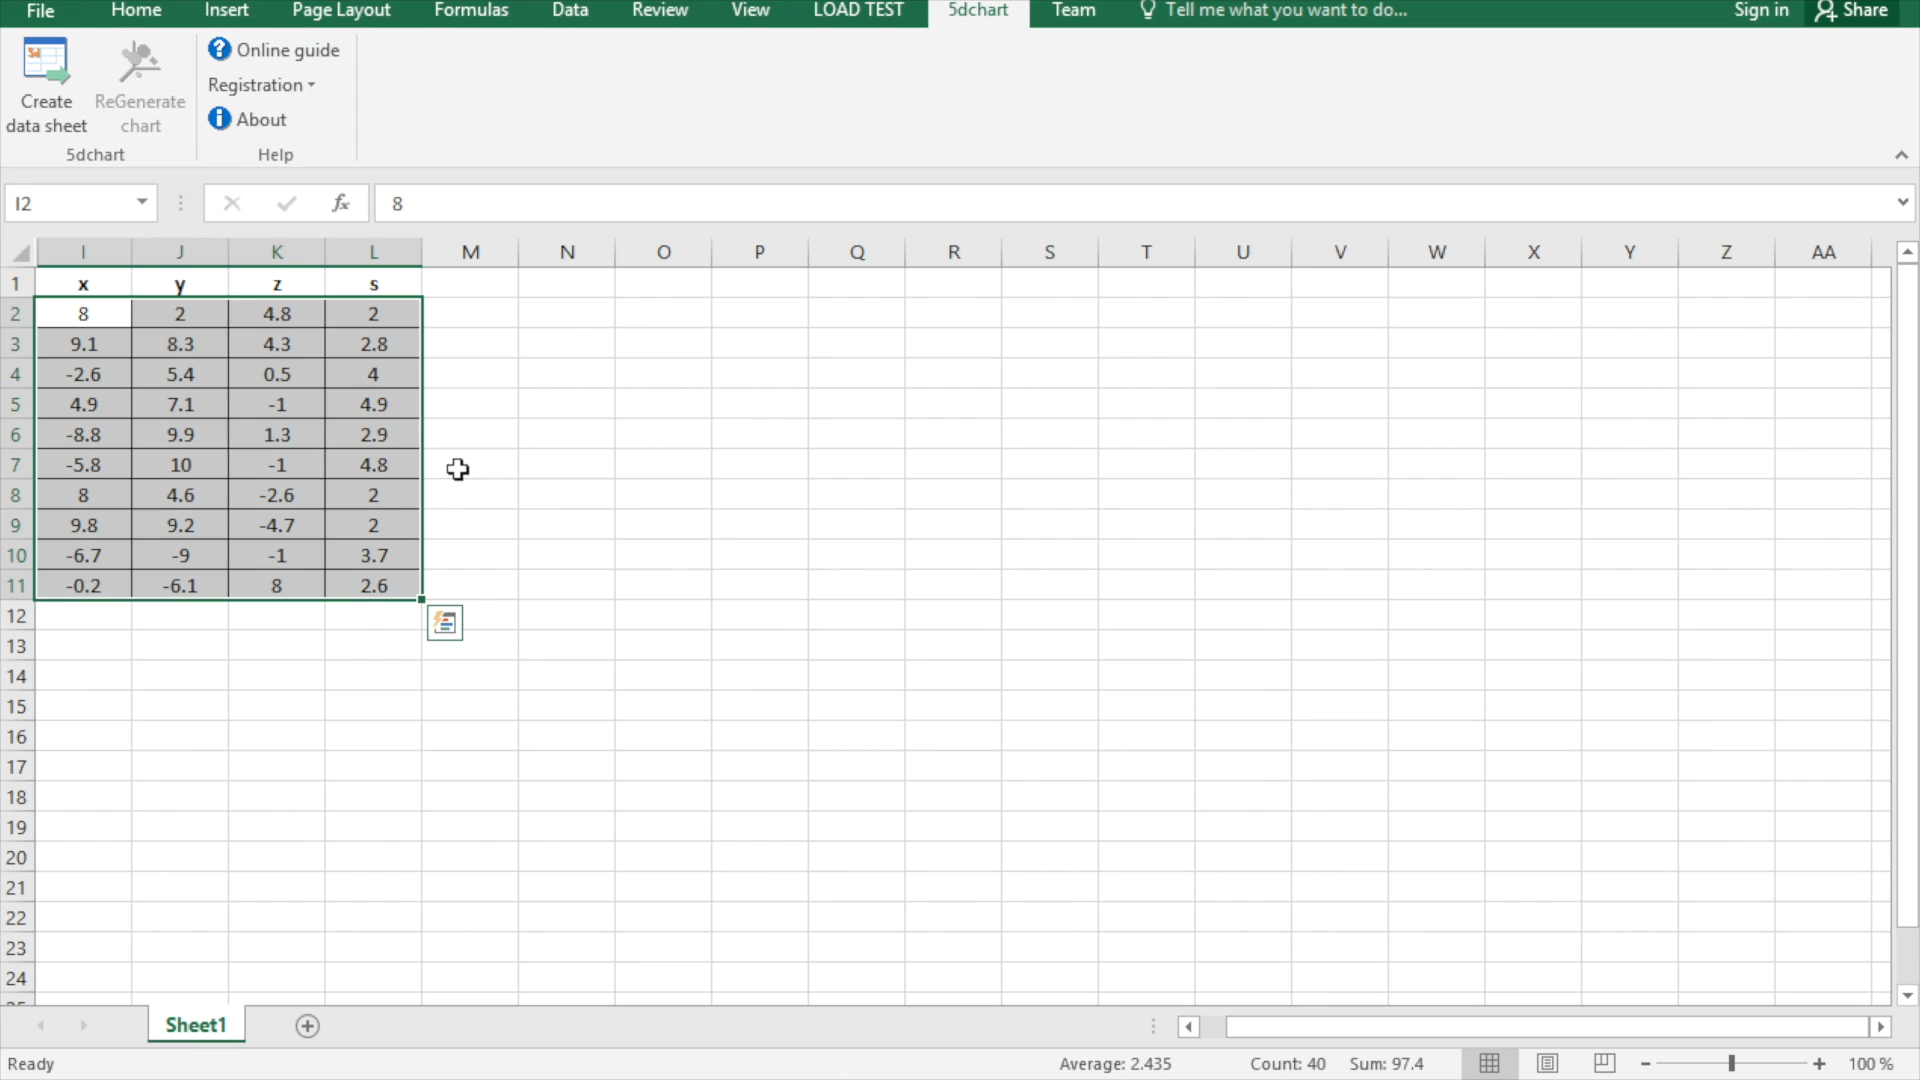 File Home Insert Page Layout Formulas Data Review View LOAD TEST 5dchart Team Tell me what you want to do... Sign in Share
Create data sheet
ReGenerate chart
5dchart
Online guide
Registration
About
Help
I2 fx 8
I J K L M N O P Q R S T U V W X Y Z AA
1 x y z s
2 8 2 4.8 2
3 9.1 8.3 4.3 2.8
4 -2.6 5.4 0.5 4
5 4.9 7.1 -1 4.9
6 -8.8 9.9 1.3 2.9
7 -5.8 10 -1 4.8
8 8 4.6 -2.6 2
9 9.8 9.2 -4.7 2
10 -6.7 -9 -1 3.7
11 -0.2 -6.1 8 2.6
12
13
14
15
16
17
18
19
20
21
22
23
24
Sheet1
Ready Average: 2.435 Count: 40 Sum: 97.4 100 %